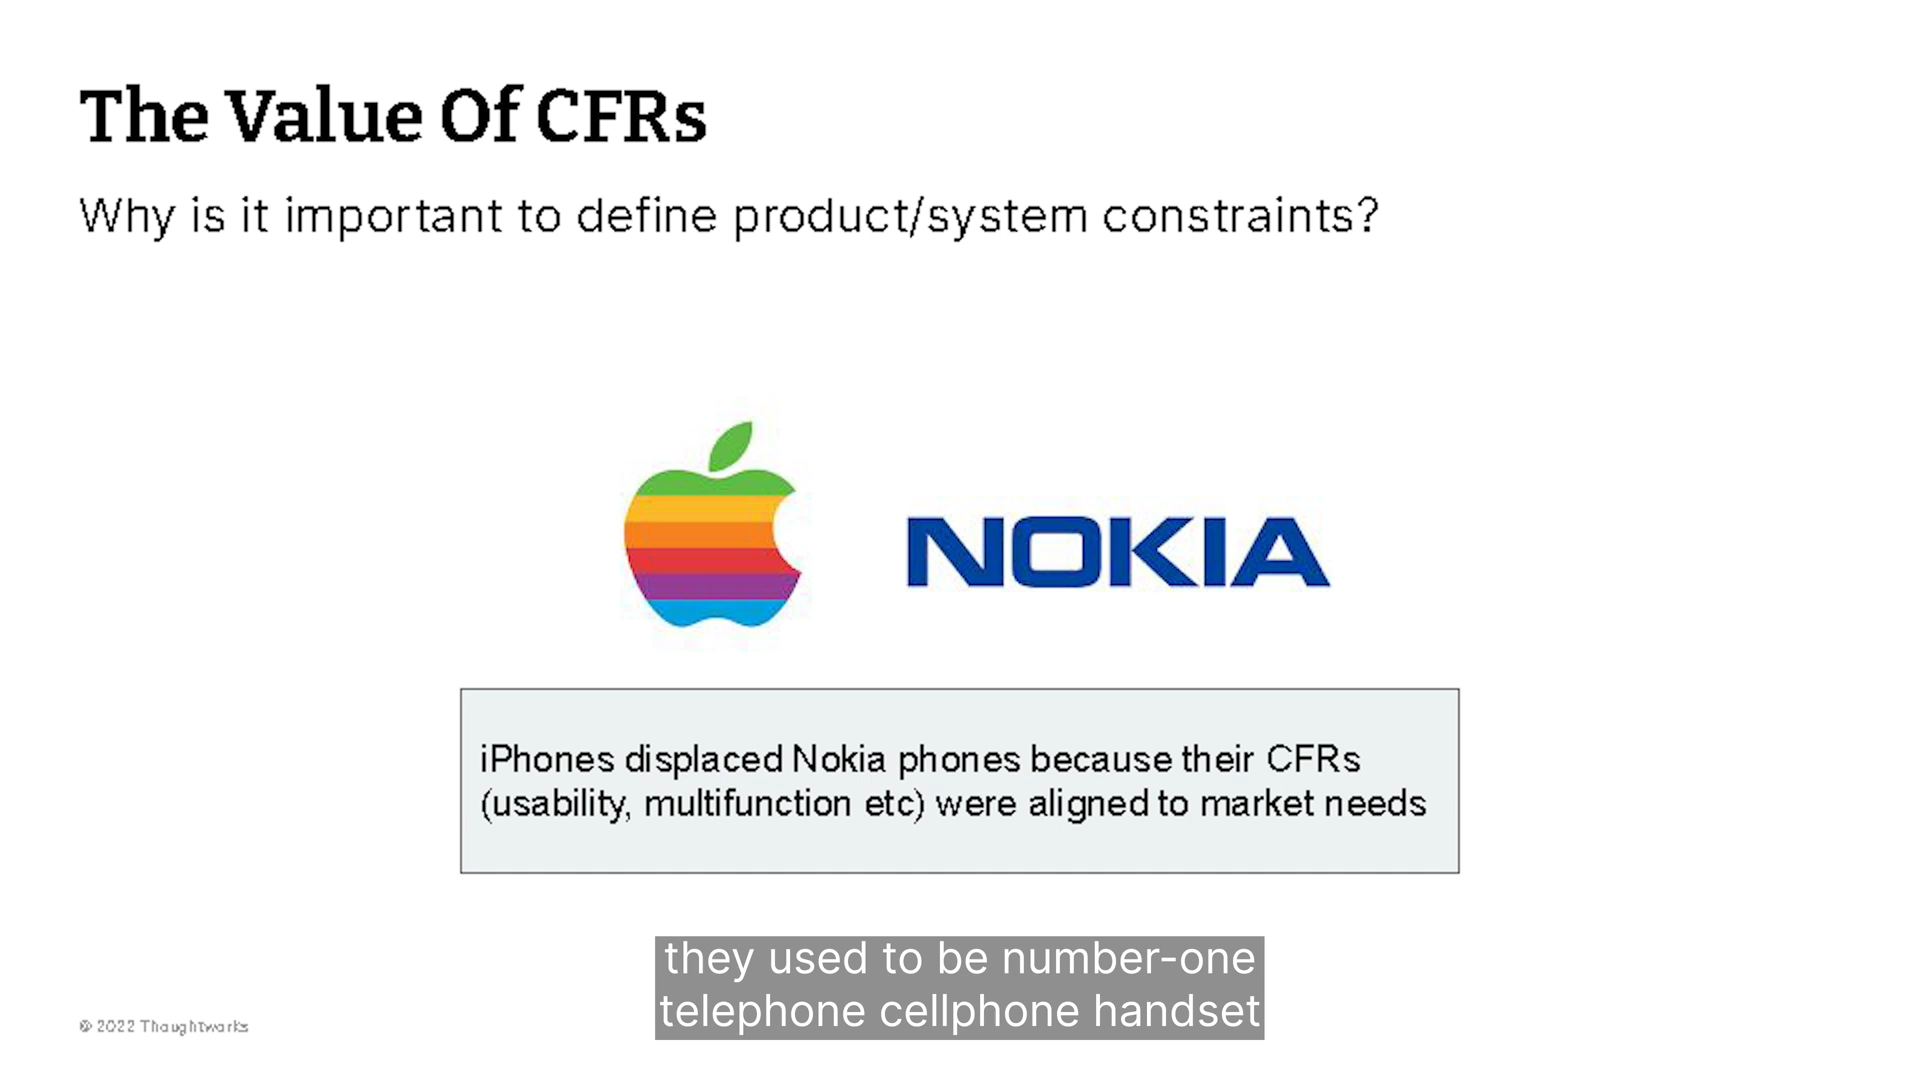 The Value Of CFRs
Why is it important to define product/system constraints?
NOKIA
iPhones displaced Nokia phones because their CFRs
(usability, multifunction etc) were aligned to market needs
they used to be number-one
telephone cellphone handset
© 2022 Thoughtworks